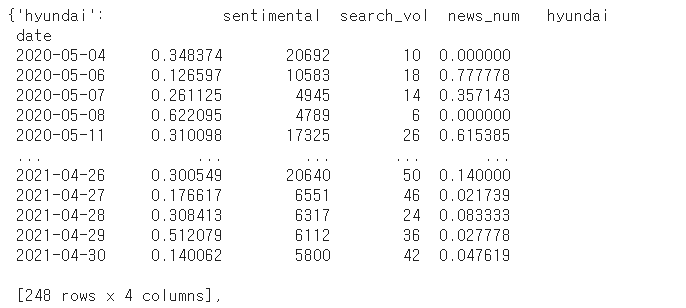 {'hyundai':            sentimental  search_vol  news_num   hyundai
date
2020-05-04     0.348374       20692        10  0.000000
2020-05-06     0.126597       10583        18  0.777778
2020-05-07     0.261125        4945        14  0.357143
2020-05-08     0.622095        4789         6  0.000000
2020-05-11     0.310098       17325        26  0.615385
...                 ...         ...       ...       ...
2021-04-26     0.300549       20640        50  0.140000
2021-04-27     0.176617        6551        46  0.021739
2021-04-28     0.308413        6317        24  0.083333
2021-04-29     0.512079        6112        36  0.027778
2021-04-30     0.140062        5800        42  0.047619
[248 rows x 4 columns],